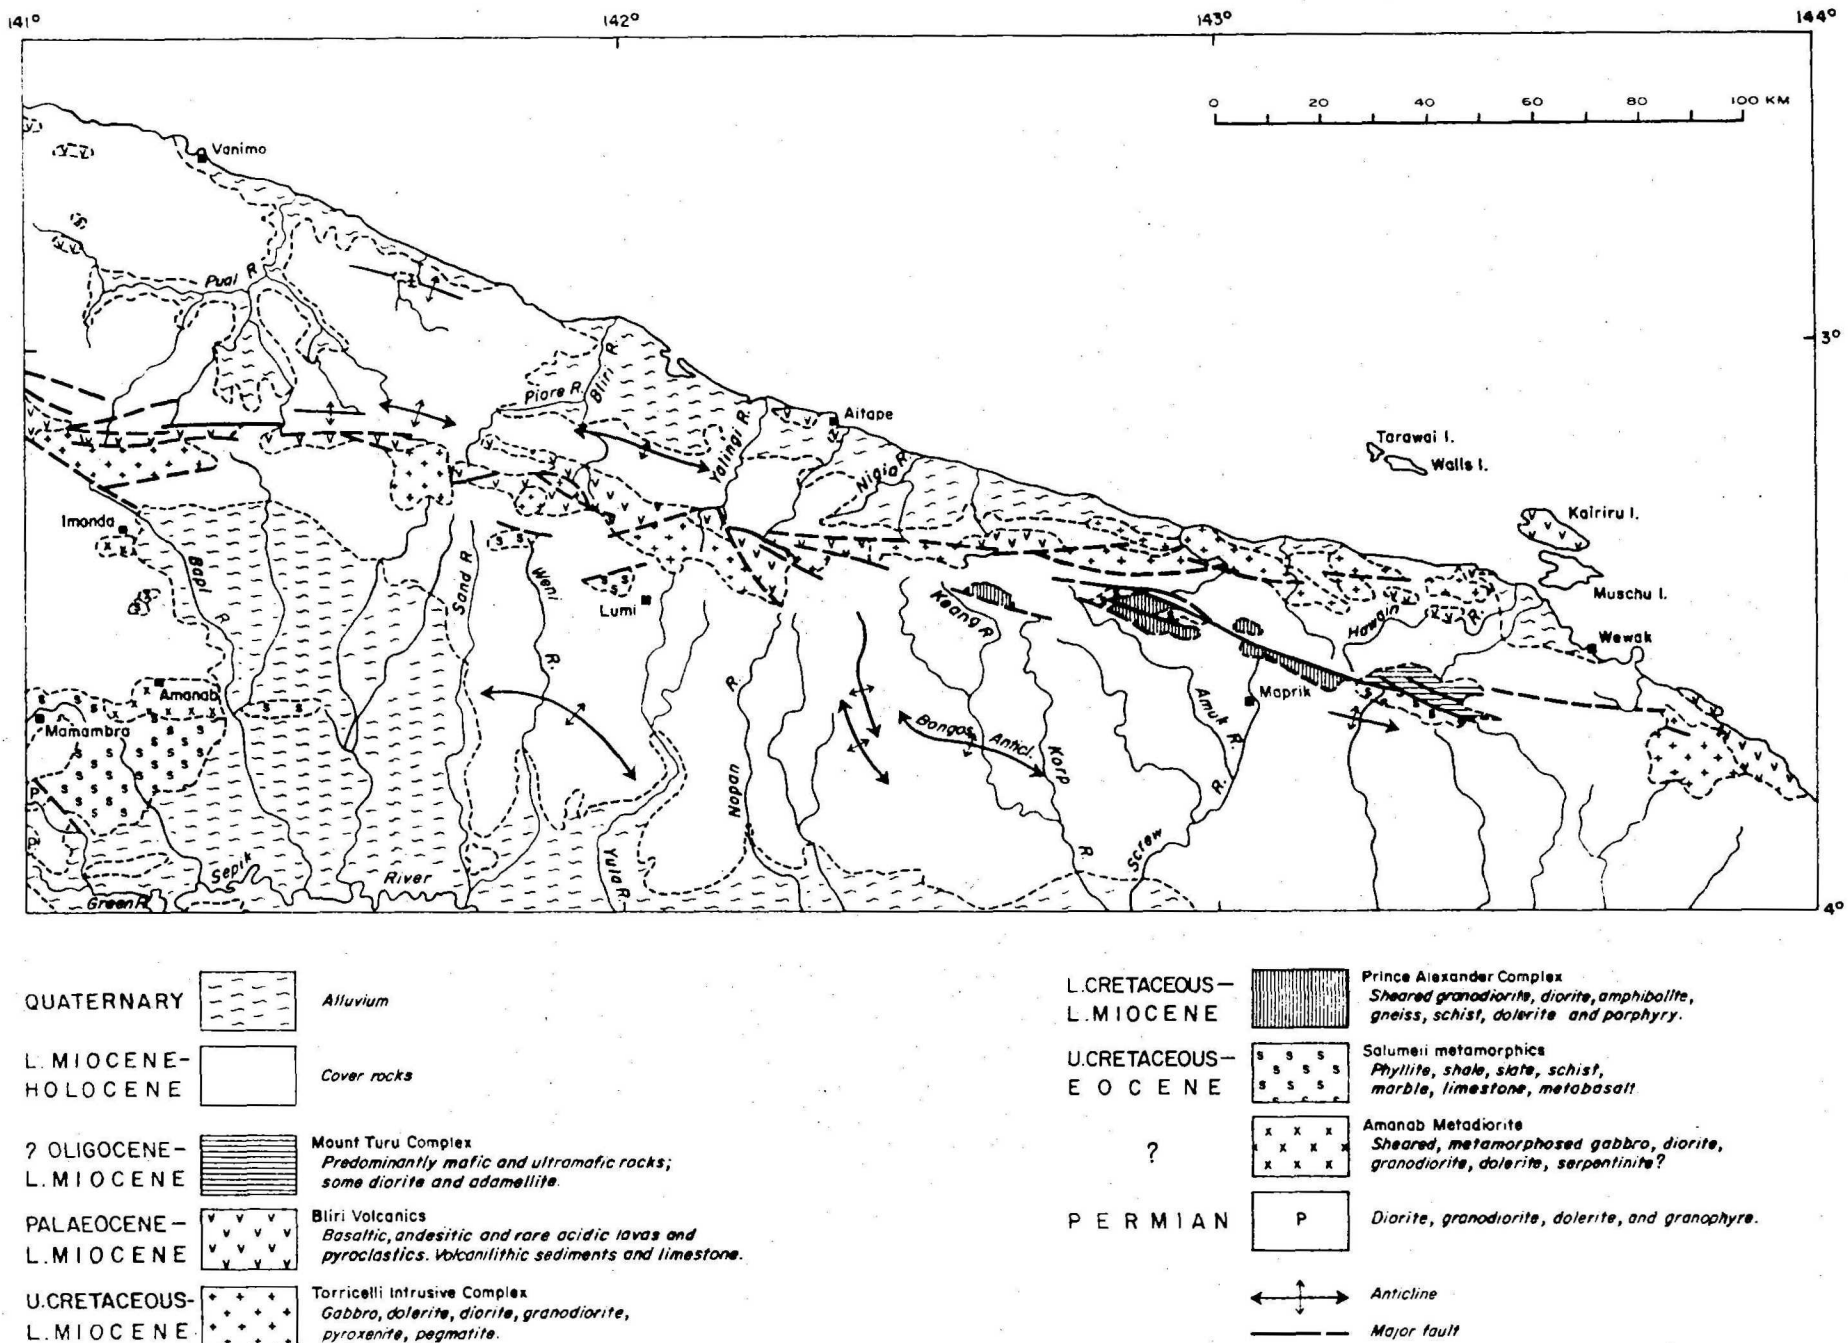 141° 142° 143° 144°
0 20 40 60 80 100 KM
Vanimo
Pual R.
3°
Piore R.
Bliri R.
Yalingi R.
Aitape
Nigia R.
Tarawai I.
Walls I.
Kairiru I.
Muschu I.
Imonda
Bapi R.
Sand R
Weni R.
Lumi
Keang R
Hawain R.
Wewak
Amanab
Mamambra
Nopan R.
Bongos Anticl.
Korp R.
Amuk R.
Maprik
Screw R.
Yula R.
Sepik River
Green R.
P
P
4°
QUATERNARY
Alluvium
L. MIOCENE-
HOLOCENE
Cover rocks
? OLIGOCENE-
L. MIOCENE
Mount Turu Complex
Predominantly mafic and ultramafic rocks;
some diorite and adamellite.
PALAEOCENE-
L. MIOCENE
Bliri Volcanics
Basaltic, andesitic and rare acidic lavas and
pyroclastics. Volcanilithic sediments and limestone.
U.CRETACEOUS-
L. MIOCENE
Torricelli Intrusive Complex
Gabbro, dolerite, diorite, granodiorite,
pyroxenite, pegmatite.
L.CRETACEOUS-
L. MIOCENE
Prince Alexander Complex
Sheared granodiorite, diorite, amphibolite,
gneiss, schist, dolerite and porphyry.
U.CRETACEOUS-
EOCENE
Salumeii metamorphics
Phyllite, shale, slate, schist,
marble, limestone, metabasalt.
?
Amanab Metadiorite
Sheared, metamorphosed gabbro, diorite,
granodiorite, dolerite, serpentinite?
PERMIAN
P
Diorite, granodiorite, dolerite, and granophyre.
Anticline
Major fault